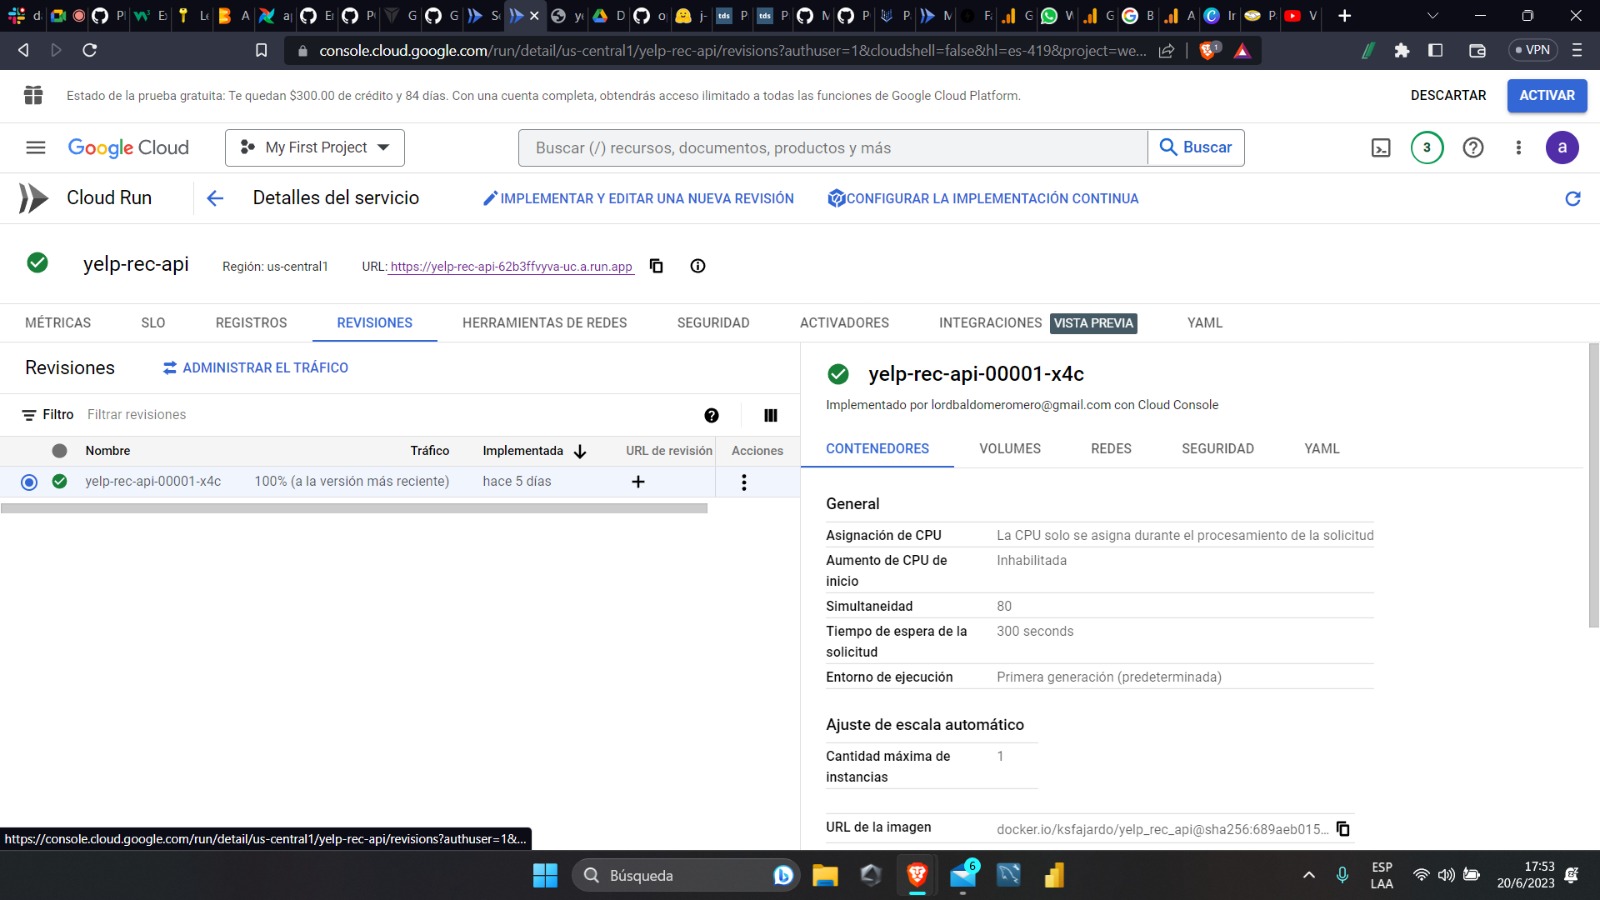 d
E
P
E
L
A
a
E
P
G
G
S
y
D
o
j-
tds P
tds P
M
P
P
M
F
G
W
G
B
A
Ir
P
V
console.cloud.google.com/run/detail/us-central1/yelp-rec-api/revisions?authuser=1&cloudshell=false&hl=es-419&project=we...
1
VPN
Estado de la prueba gratuita: Te quedan $300.00 de crédito y 84 días. Con una cuenta completa, obtendrás acceso ilimitado a todas las funciones de Google Cloud Platform.
DESCARTAR
ACTIVAR
Google Cloud
My First Project
Buscar (/) recursos, documentos, productos y más
Buscar
3
a
Cloud Run
Detalles del servicio
IMPLEMENTAR Y EDITAR UNA NUEVA REVISIÓN
CONFIGURAR LA IMPLEMENTACIÓN CONTINUA
yelp-rec-api
Región: us-central1
URL: https://yelp-rec-api-62b3ffvyva-uc.a.run.app
MÉTRICAS
SLO
REGISTROS
REVISIONES
HERRAMIENTAS DE REDES
SEGURIDAD
ACTIVADORES
INTEGRACIONES VISTA PREVIA
YAML
Revisiones
ADMINISTRAR EL TRÁFICO
Filtro Filtrar revisiones
Nombre Tráfico Implementada URL de revisión Acciones
yelp-rec-api-00001-x4c 100% (a la versión más reciente) hace 5 días
yelp-rec-api-00001-x4c
Implementado por lordbaldomeromero@gmail.com con Cloud Console
CONTENEDORES
VOLUMES
REDES
SEGURIDAD
YAML
General
Asignación de CPU La CPU solo se asigna durante el procesamiento de la solicitud
Aumento de CPU de Inhabilitada
inicio
Simultaneidad 80
Tiempo de espera de la 300 seconds
solicitud
Entorno de ejecución Primera generación (predeterminada)
Ajuste de escala automático
Cantidad máxima de 1
instancias
URL de la imagen docker.io/ksfajardo/yelp_rec_api@sha256:689aeb015...
https://console.cloud.google.com/run/detail/us-central1/yelp-rec-api/revisions?authuser=1&...
Búsqueda
6
ESP
LAA
17:53
20/6/2023